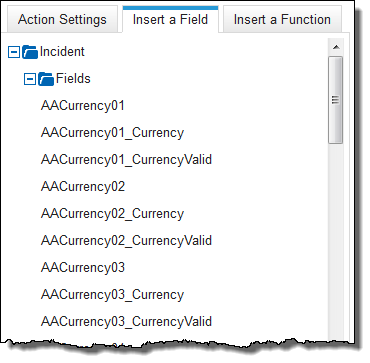 Action Settings Insert a Field Insert a Function
Incident
Fields
AACurrency01
AACurrency01_Currency
AACurrency01_CurrencyValid
AACurrency02
AACurrency02_Currency
AACurrency02_CurrencyValid
AACurrency03
AACurrency03_Currency
AACurrency03_CurrencyValid